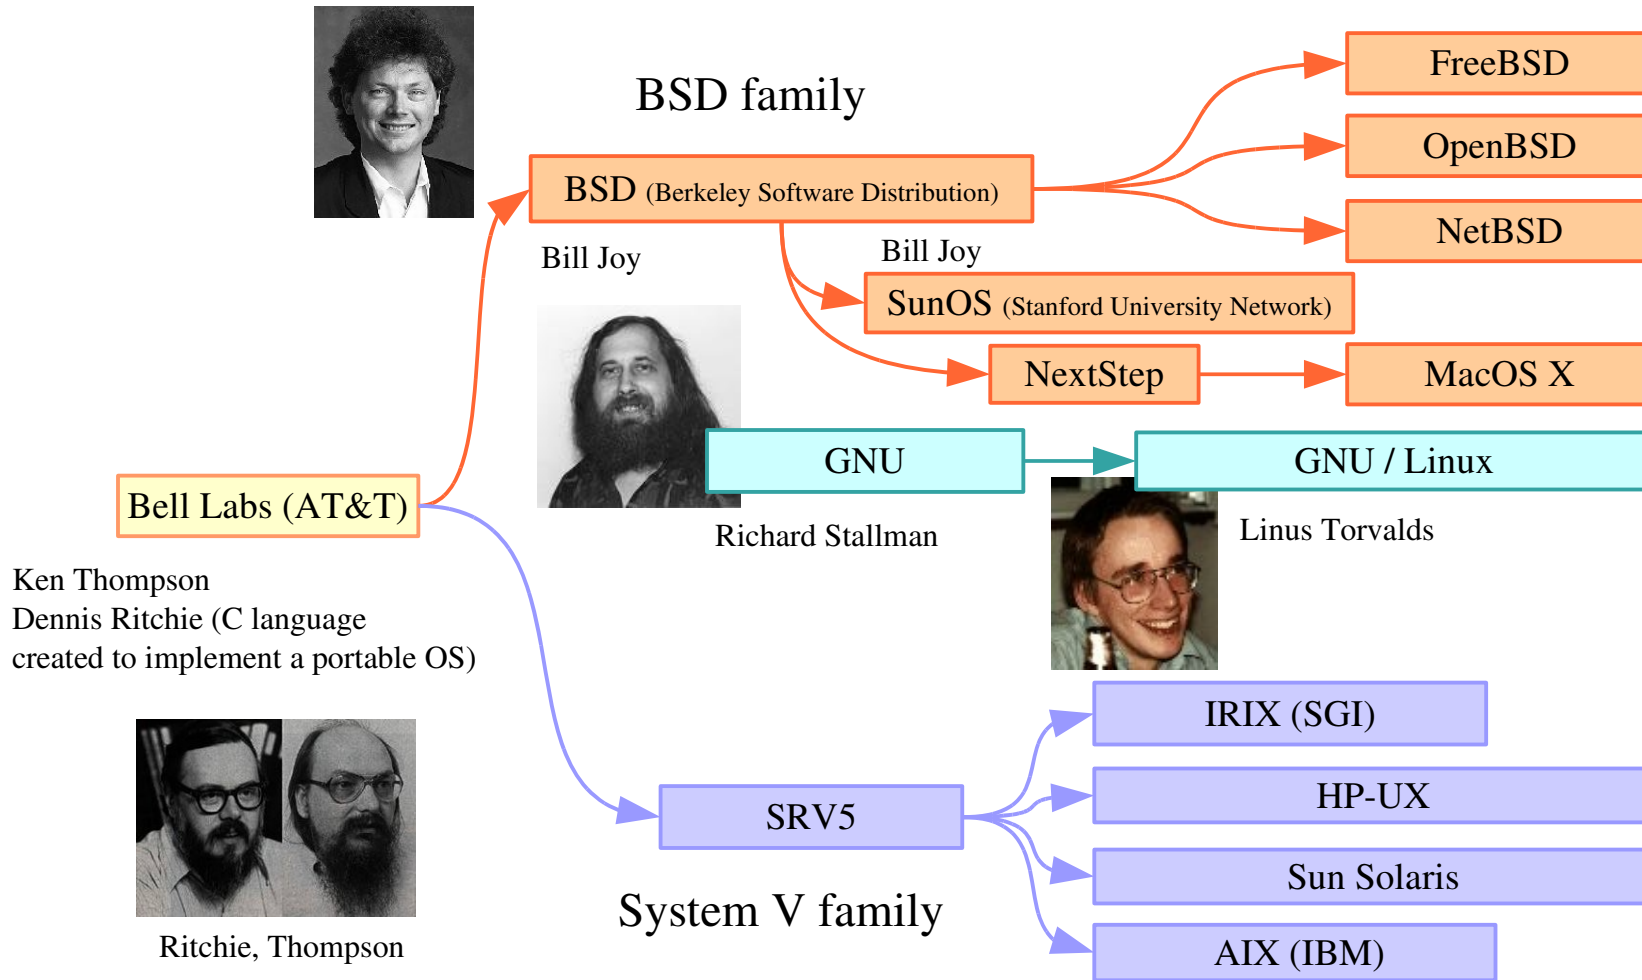 BSD family
FreeBSD
OpenBSD
BSD (Berkeley Software Distribution)
NetBSD
Bill Joy
Bill Joy
SunOS (Stanford University Network)
NextStep
MacOS X
GNU
GNU / Linux
Bell Labs (AT&T)
Richard Stallman
Linus Torvalds
Ken Thompson
Dennis Ritchie (C language
created to implement a portable OS)
IRIX (SGI)
HP-UX
SRV5
Sun Solaris
System V family
AIX (IBM)
Ritchie, Thompson